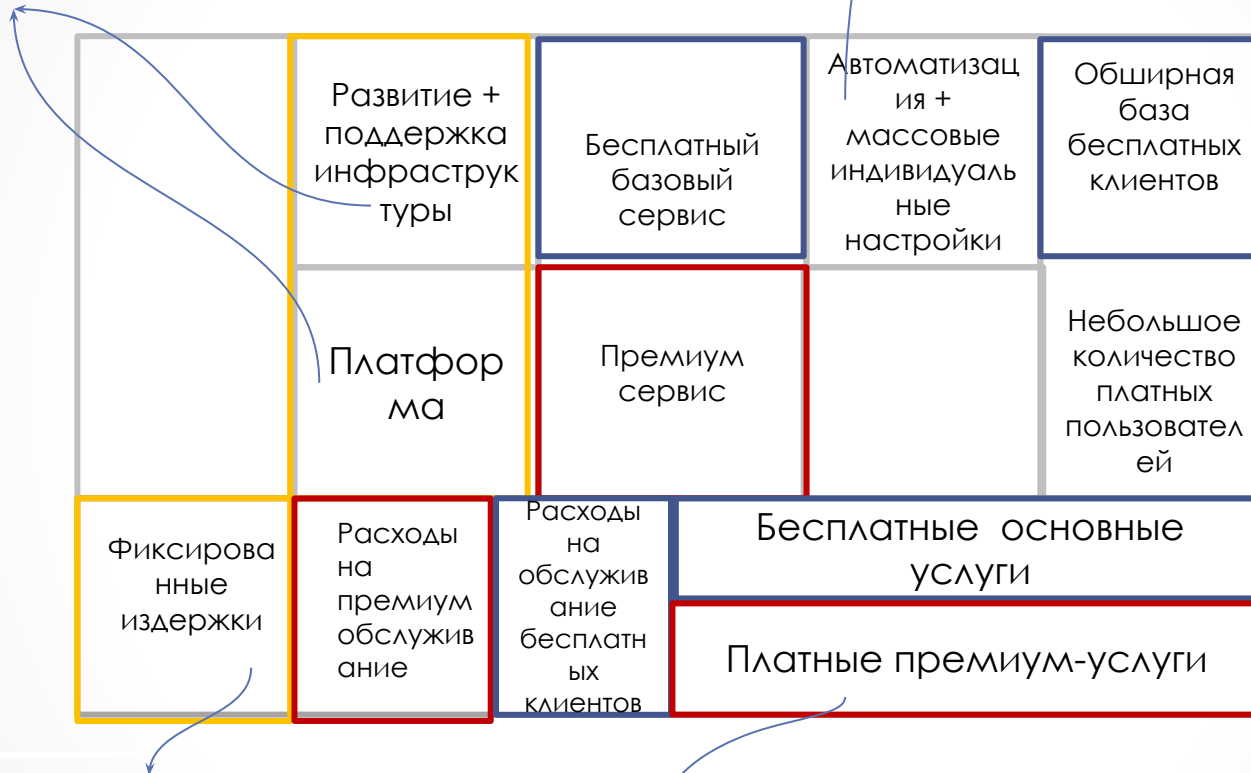 Развитие +
поддержка
инфраструк
туры
Бесплатный
базовый
сервис
Автоматизац
ия +
массовые
индивидуаль
ные
настройки
Обширная
база
бесплатных
клиентов
Платфор
ма
Премиум
сервис
Небольшое
количество
платных
пользовател
ей
Фиксирова
нные
издержки
Расходы
на
премиум
обслужив
ание
Расходы
на
обслужив
ание
бесплатн
ых
клиентов
Бесплатные основные
услуги
Платные премиум-услуги